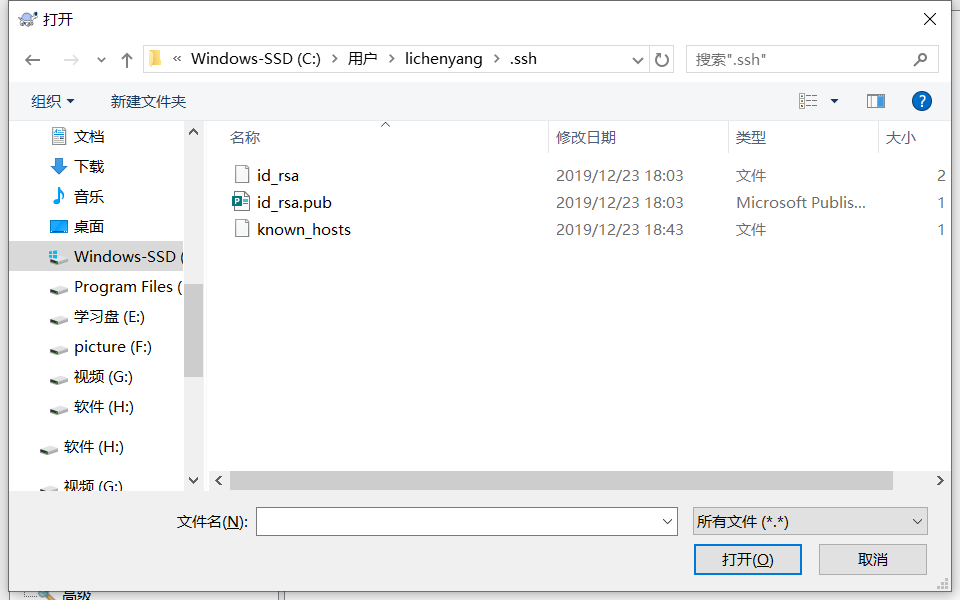 打开
« Windows-SSD (C:) › 用户 › lichenyang › .ssh
搜索".ssh"
组织
新建文件夹
文档
下载
音乐
桌面
Windows-SSD (
Program Files (
学习盘 (E:)
picture (F:)
视频 (G:)
软件 (H:)
软件 (H:)
视频 (G:)
名称 修改日期 类型 大小
id_rsa 2019/12/23 18:03 文件 2
id_rsa.pub 2019/12/23 18:03 Microsoft Publis... 1
known_hosts 2019/12/23 18:43 文件 1
文件名(N):
所有文件 (*.*)
打开(O)
取消
高级